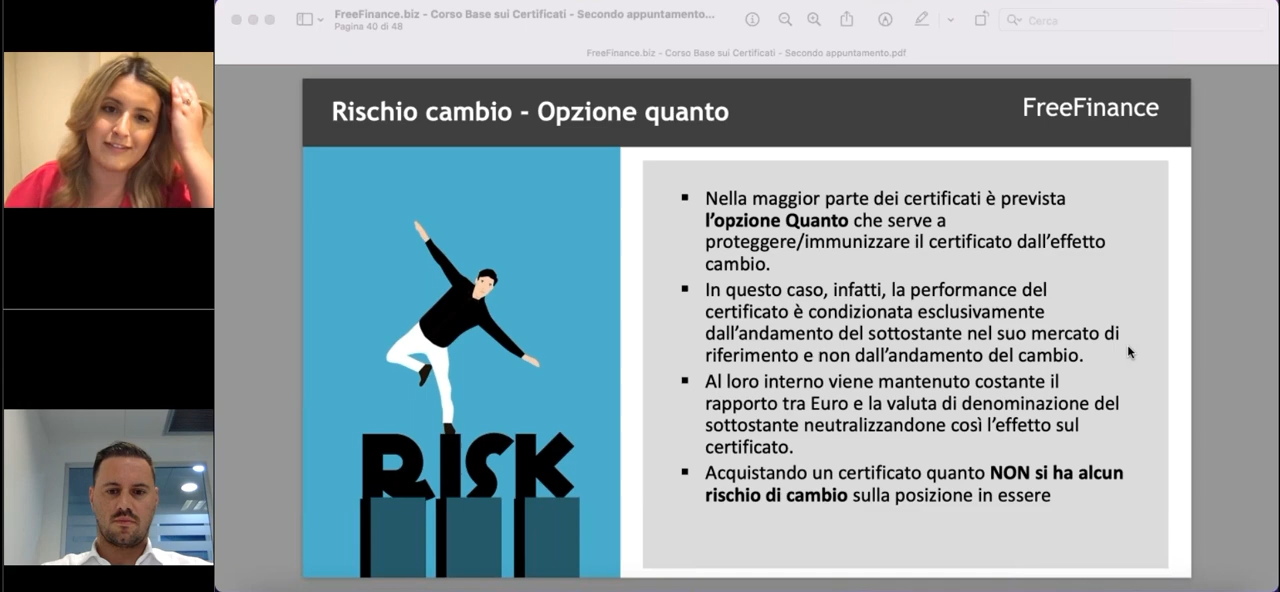 FreeFinance.biz - Corso Base sui Certificati - Secondo appuntamento...
Pagina 40 di 48
Cerca
FreeFinance.biz - Corso Base sui Certificati - Secondo appuntamento.pdf
Rischio cambio - Opzione quanto
FreeFinance
▪ Nella maggior parte dei certificati è prevista
l'opzione Quanto che serve a
proteggere/immunizzare il certificato dall'effetto
cambio.
▪ In questo caso, infatti, la performance del
certificato è condizionata esclusivamente
dall'andamento del sottostante nel suo mercato di
riferimento e non dall'andamento del cambio.
▪ Al loro interno viene mantenuto costante il
rapporto tra Euro e la valuta di denominazione del
sottostante neutralizzandone così l'effetto sul
certificato.
▪ Acquistando un certificato quanto NON si ha alcun
rischio di cambio sulla posizione in essere
RISK